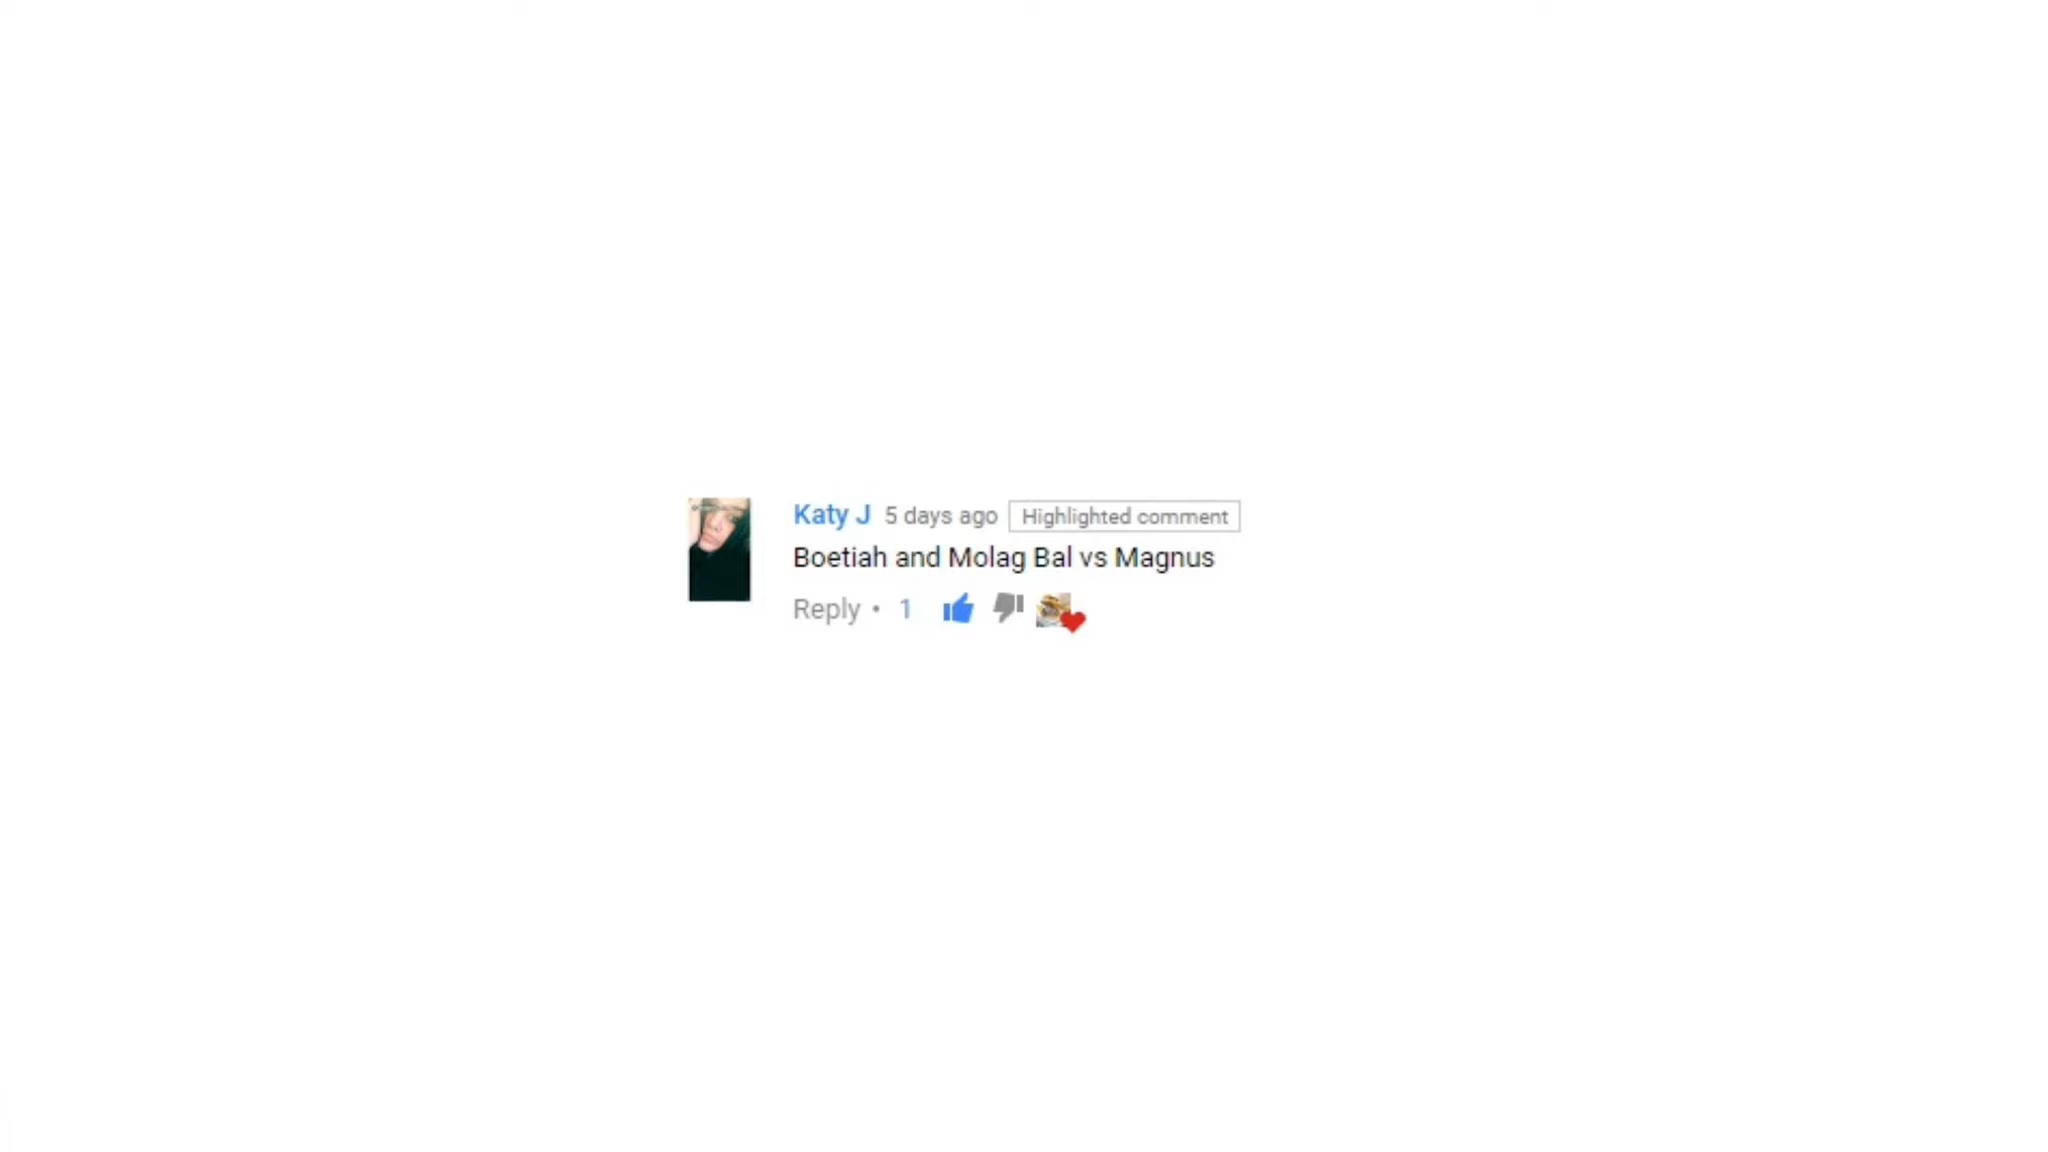 Katy J 5 days ago Highlighted comment
Boetiah and Molag Bal vs Magnus
Reply • 1